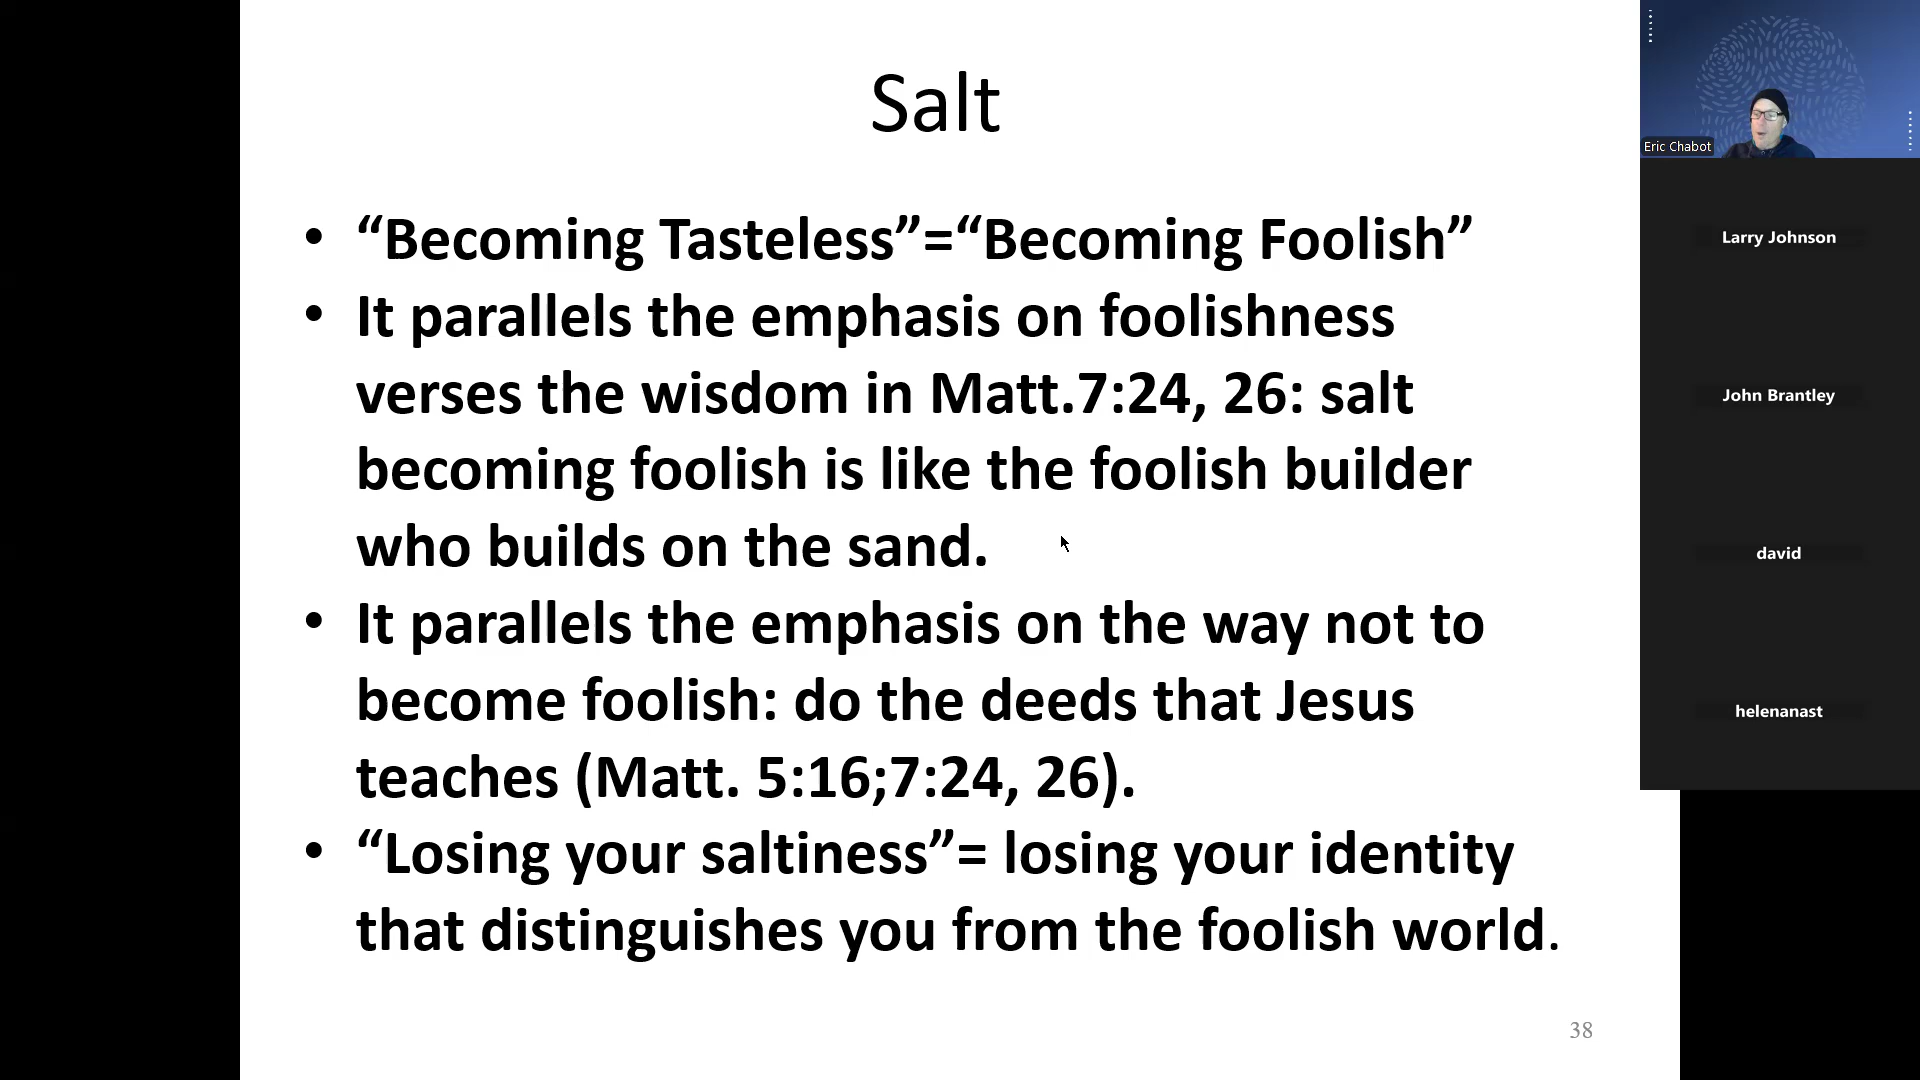 Salt
• “Becoming Tasteless”=“Becoming Foolish”
• It parallels the emphasis on foolishness
verses the wisdom in Matt.7:24, 26: salt
becoming foolish is like the foolish builder
who builds on the sand.
• It parallels the emphasis on the way not to
become foolish: do the deeds that Jesus
teaches (Matt. 5:16;7:24, 26).
• “Losing your saltiness”= losing your identity
that distinguishes you from the foolish world.
38
Eric Chabot
Larry Johnson
John Brantley
david
helenanast